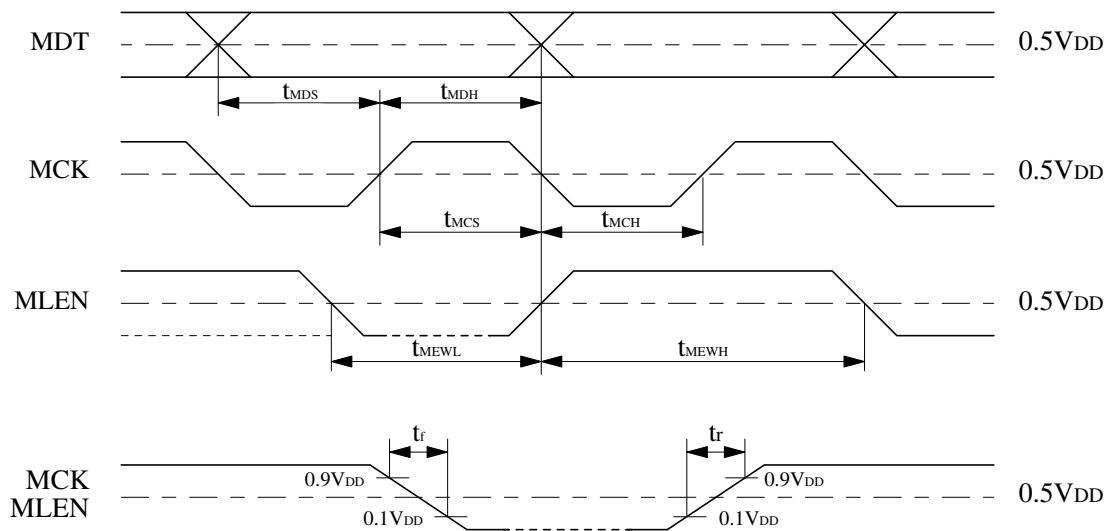 MDT 0.5VDD
tMDS tMDH
MCK 0.5VDD
tMCS tMCH
MLEN 0.5VDD
tMEWL tMEWH
tf tr
MCK 0.9VDD 0.9VDD
MLEN 0.5VDD
0.1VDD 0.1VDD